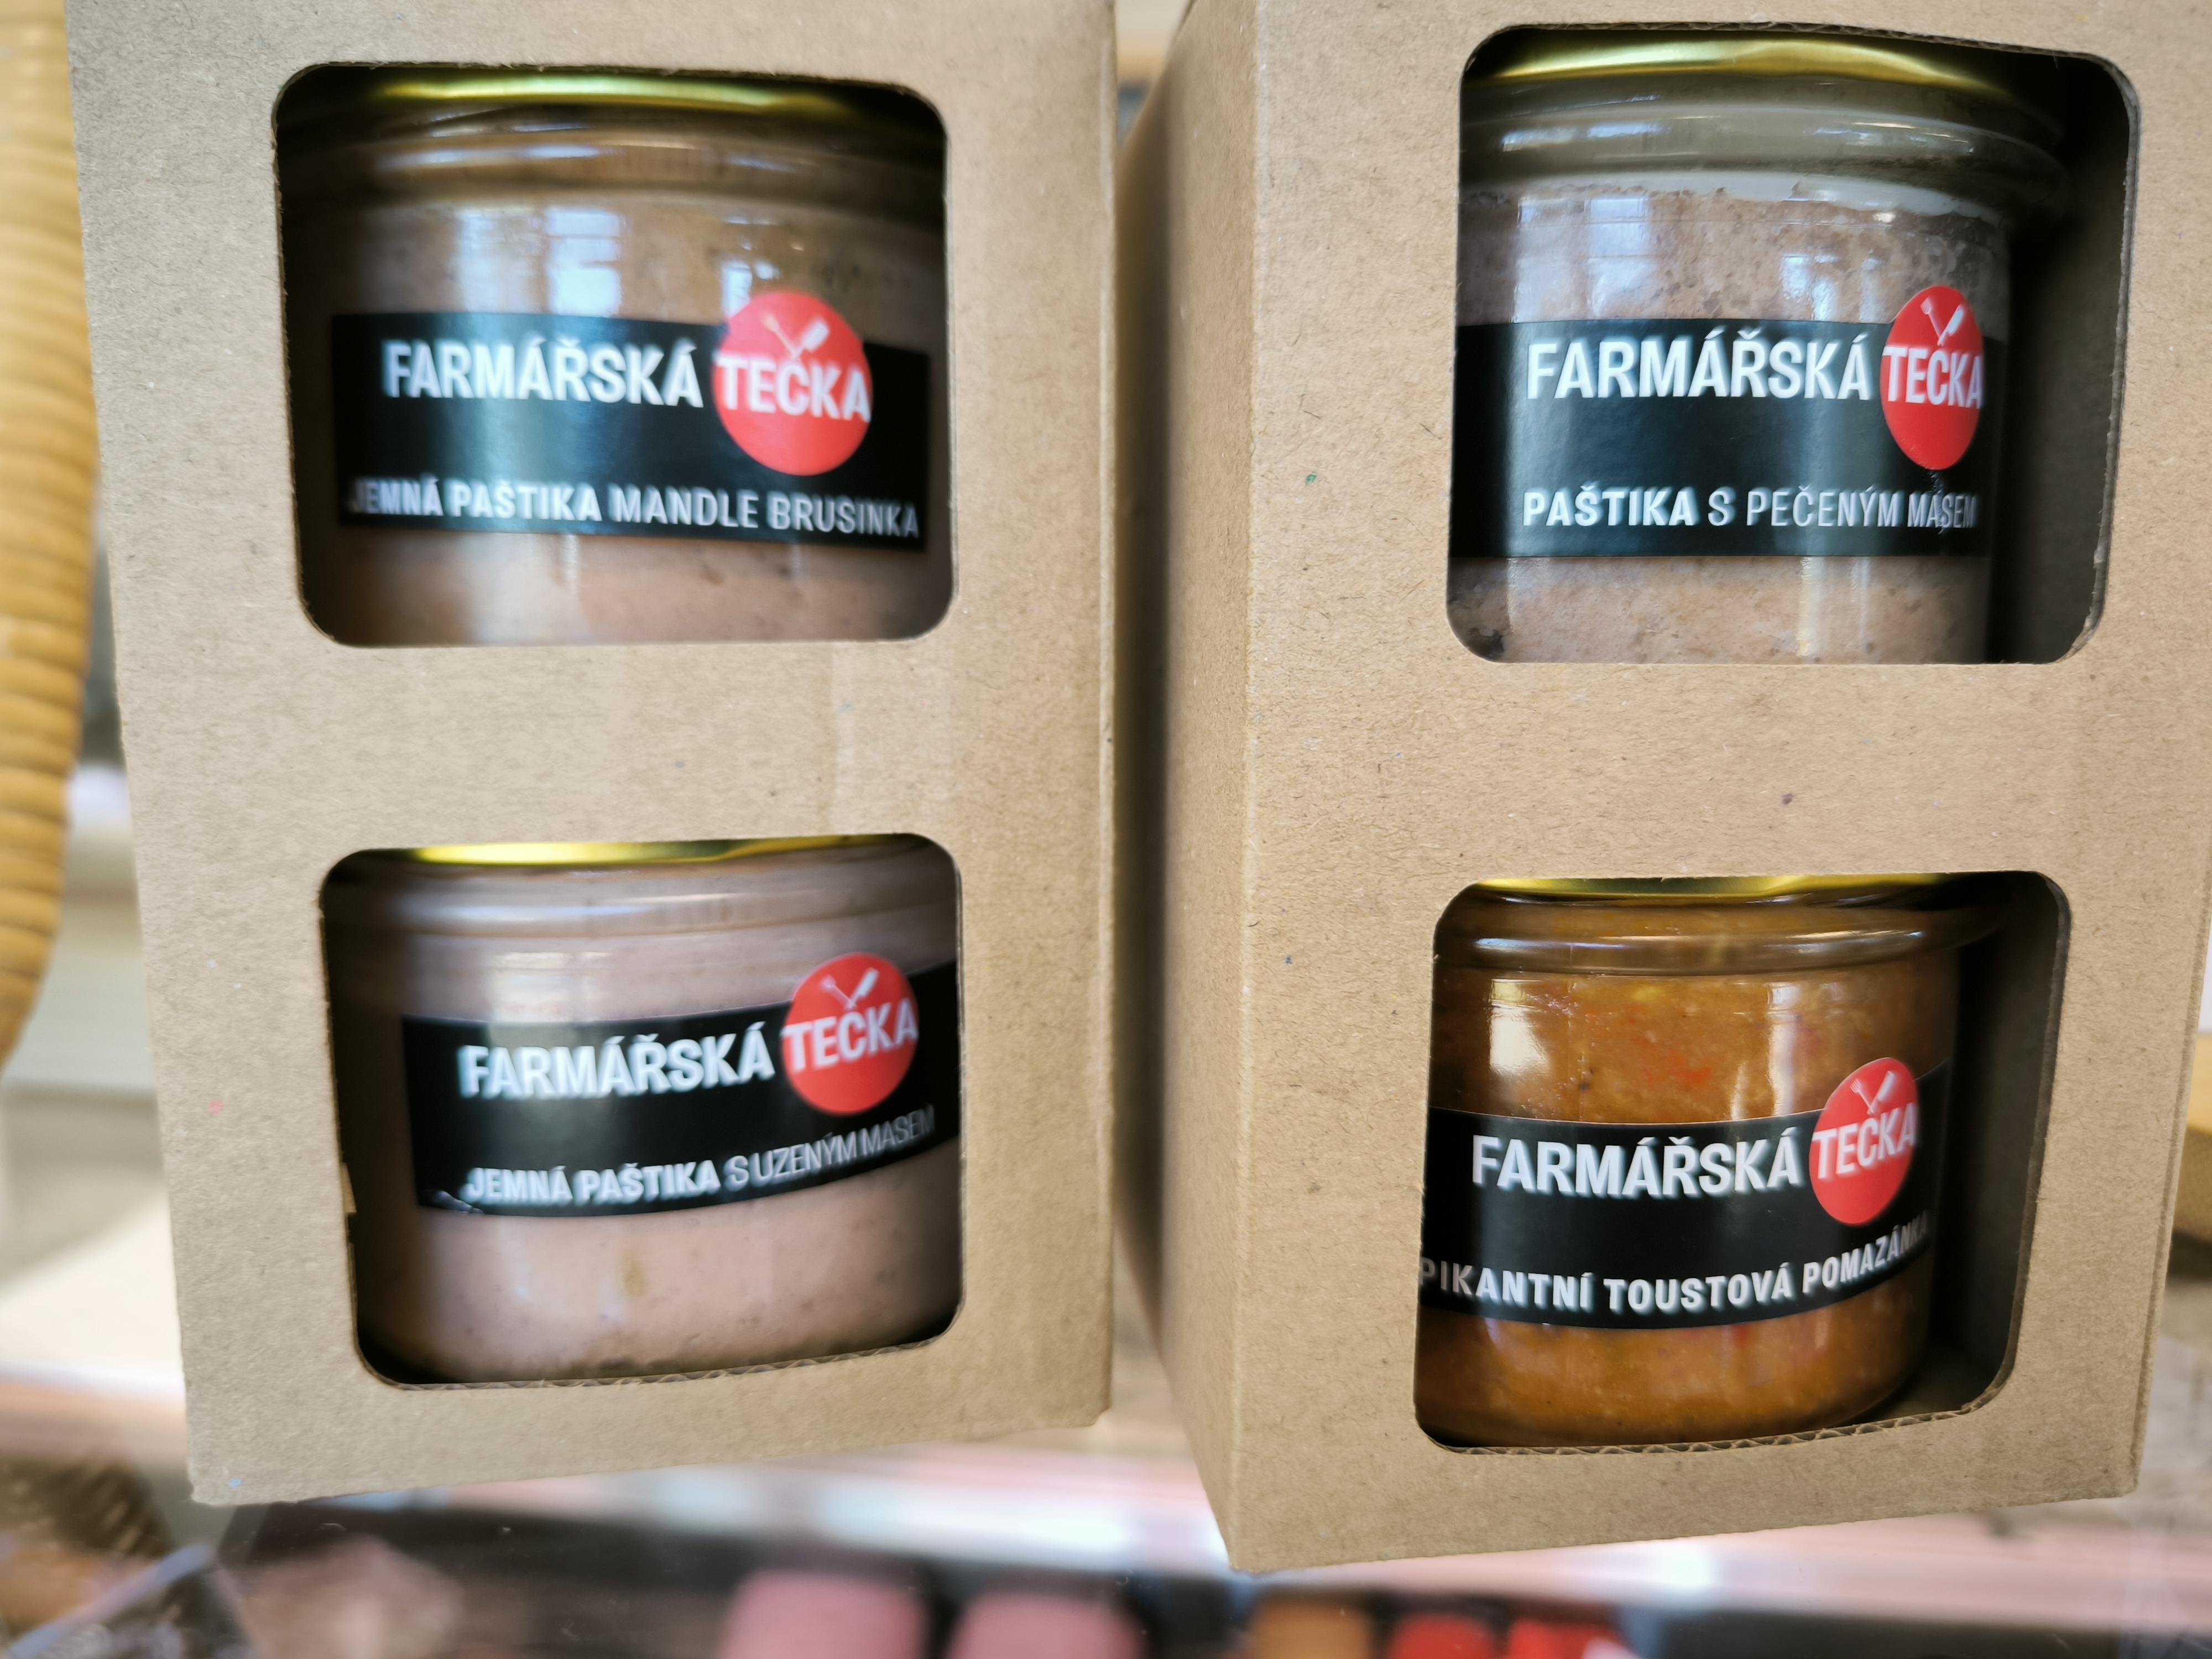 FARMÁŘSKÁ TEČKA
JEMNÁ PAŠTIKA MANDLE BRUSINKA
FARMÁŘSKÁ TEČKA
JEMNÁ PAŠTIKA S UZENÝM MASEM
FARMÁŘSKÁ TEČKA
PAŠTIKA S PEČENÝM MASEM
FARMÁŘSKÁ TEČKA
PIKANTNÍ TOUSTOVÁ POMAZÁNKA